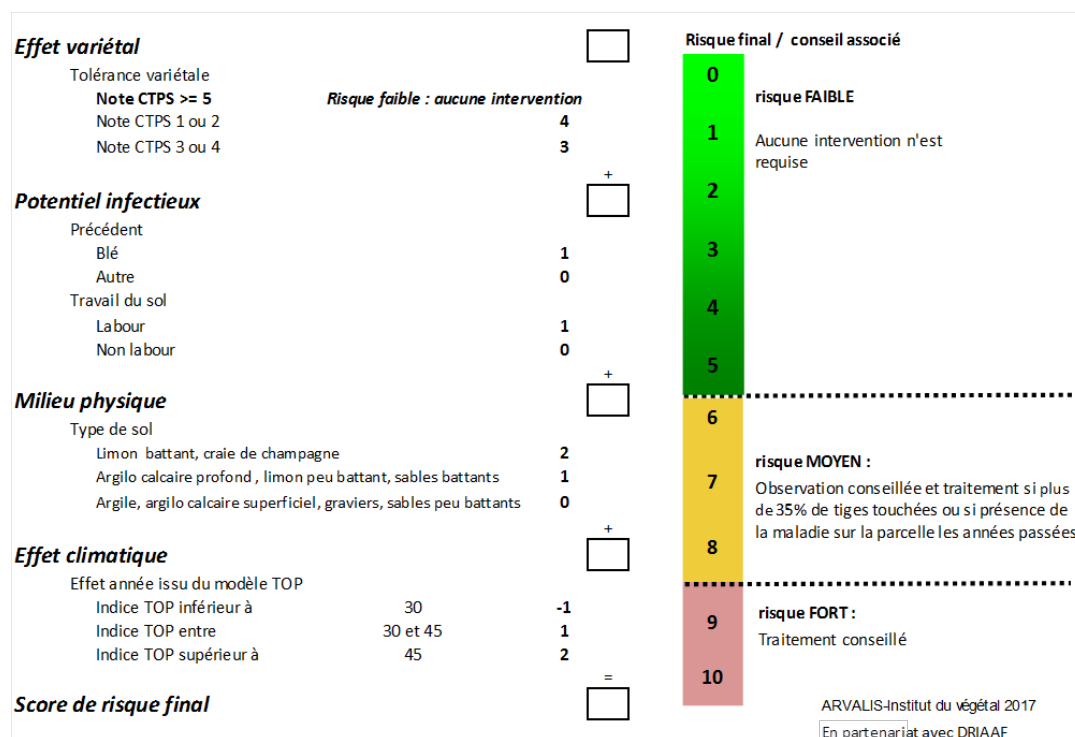 Effet variétal
Tolérance variétale
Note CTPS >= 5 Risque faible : aucune intervention
Note CTPS 1 ou 2 4
Note CTPS 3 ou 4 3
+
Potentiel infectieux
Précédent
Blé 1
Autre 0
Travail du sol
Labour 1
Non labour 0
+
Milieu physique
Type de sol
Limon battant, craie de champagne 2
Argilo calcaire profond , limon peu battant, sables battants 1
Argile, argilo calcaire superficiel, graviers, sables peu battants 0
+
Effet climatique
Effet année issu du modèle TOP
Indice TOP inférieur à 30 -1
Indice TOP entre 30 et 45 1
Indice TOP supérieur à 45 2
=
Score de risque final
Risque final / conseil associé
0
risque FAIBLE
1
Aucune intervention n'est
requise
2
3
4
5
6
risque MOYEN :
7
Observation conseillée et traitement si plus
de 35% de tiges touchées ou si présence de
la maladie sur la parcelle les années passées
8
risque FORT :
9
Traitement conseillé
10
ARVALIS-Institut du végétal 2017
En partenariat avec DRIAAF